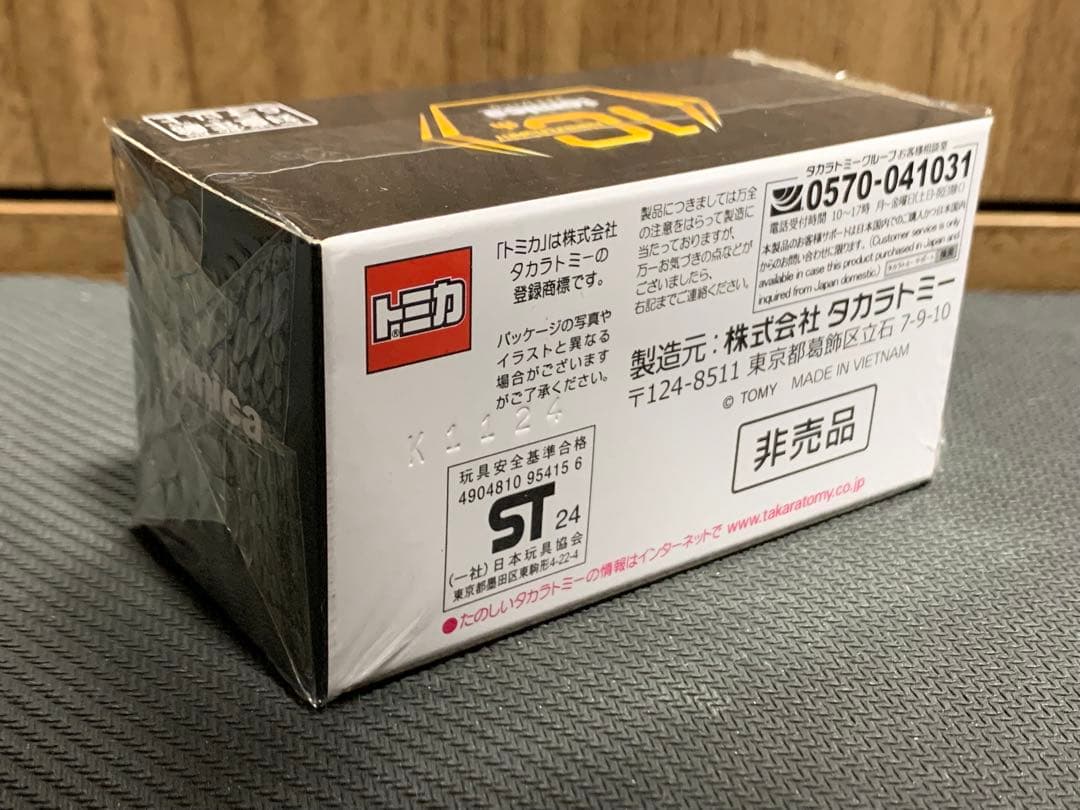 トミカ
®
「トミカ」は株式会社
タカラトミーの
登録商標です。
パッケージの写真や
イラストと異なる
場合がございます
がご了承ください。
製品につきましては万全
の注意をはらって製造に
当たっておりますが、
万一お気づきの点などが
ございましたら、
右記までご連絡ください。
タカラトミーグループお客様相談室
0570-041031
電話受付時間 10〜17時 月〜金曜日(土日・祝日除く)
本製品のお客様サポートは日本国内でのご購入かつ日本国内
からのお問い合わせに限ります。(Customer service is only
available in case this product purchased in Japan and
inquired from Japan domestic.)
製造元:株式会社 タカラトミー
〒124-8511 東京都葛飾区立石 7-9-10
© TOMY MADE IN VIETNAM
非売品
K1124
玩具安全基準合格
4904810 95415 6
ST 24
(一社)日本玩具協会
東京都墨田区東駒形4-22-4
●たのしいタカラトミーの情報はインターネットで www.takaratomy.co.jp